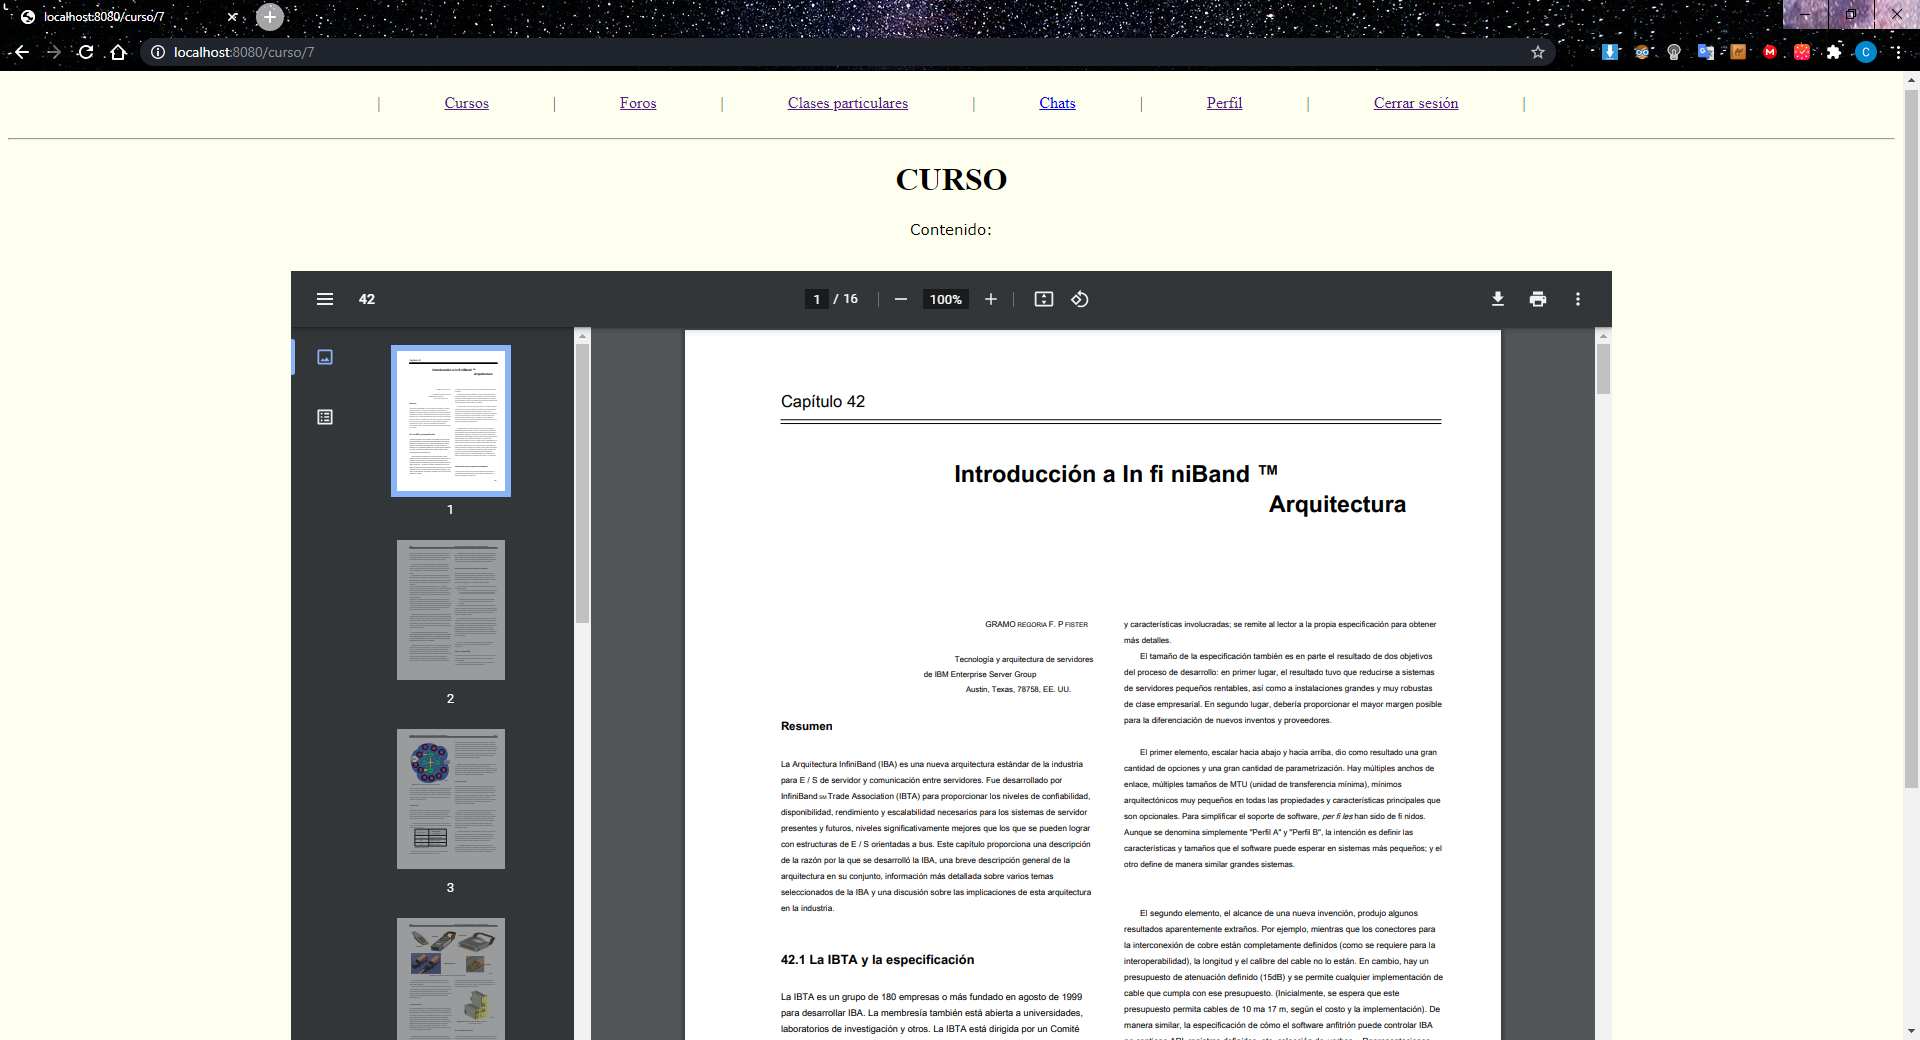 localhost:8080/curso/7
localhost:8080/curso/7
| Cursos | Foros | Clases particulares | Chats | Perfil | Cerrar sesión |
CURSO
Contenido:
42
1 / 16
100%
1
2
3
Capítulo 42
Introducción a In fi niBand ™
Arquitectura
GRAMO REGORIA F. P FISTER
Tecnología y arquitectura de servidores
de IBM Enterprise Server Group
Austin, Texas, 78758, EE. UU.
Resumen
La Arquitectura InfiniBand (IBA) es una nueva arquitectura estándar de la industria
para E / S de servidor y comunicación entre servidores. Fue desarrollado por
InfiniBand SM Trade Association (IBTA) para proporcionar los niveles de confiabilidad,
disponibilidad, rendimiento y escalabilidad necesarios para los sistemas de servidor
presentes y futuros, niveles significativamente mejores que los que se pueden lograr
con estructuras de E / S orientadas a bus. Este capítulo proporciona una descripción
de la razón por la que se desarrolló la IBA, una breve descripción general de la
arquitectura en su conjunto, información más detallada sobre varios temas
seleccionados de la IBA y una discusión sobre las implicaciones de esta arquitectura
en la industria.
42.1 La IBTA y la especificación
La IBTA es un grupo de 180 empresas o más fundado en agosto de 1999
para desarrollar IBA. La membresía también está abierta a universidades,
laboratorios de investigación y otros. La IBTA está dirigida por un Comité
y características involucradas; se remite al lector a la propia especificación para obtener
más detalles.
El tamaño de la especificación también es en parte el resultado de dos objetivos
del proceso de desarrollo: en primer lugar, el resultado tuvo que reducirse a sistemas
de servidores pequeños rentables, así como a instalaciones grandes y muy robustas
de clase empresarial. En segundo lugar, debería proporcionar el mayor margen posible
para la diferenciación de nuevos inventos y proveedores.
El primer elemento, escalar hacia abajo y hacia arriba, dio como resultado una gran
cantidad de opciones y una gran cantidad de parametrización. Hay múltiples anchos de
enlace, múltiples tamaños de MTU (unidad de transferencia mínima), mínimos
arquitectónicos muy pequeños en todas las propiedades y características principales que
son opcionales. Para simplificar el soporte de software, per fi les han sido de fi nidos.
Aunque se denomina simplemente "Perfil A" y "Perfil B", la intención es definir las
características y tamaños que el software puede esperar en sistemas más pequeños; y el
otro define de manera similar grandes sistemas.
El segundo elemento, el alcance de una nueva invención, produjo algunos
resultados aparentemente extraños. Por ejemplo, mientras que los conectores para
la interconexión de cobre están completamente definidos (como se requiere para la
interoperabilidad), la longitud y el calibre del cable no lo están. En cambio, hay un
presupuesto de atenuación definido (15dB) y se permite cualquier implementación de
cable que cumpla con ese presupuesto. (Inicialmente, se espera que este
presupuesto permita cables de 10 ma 17 m, según el costo y la implementación). De
manera similar, la especificación de cómo el software anfitrión puede controlar IBA